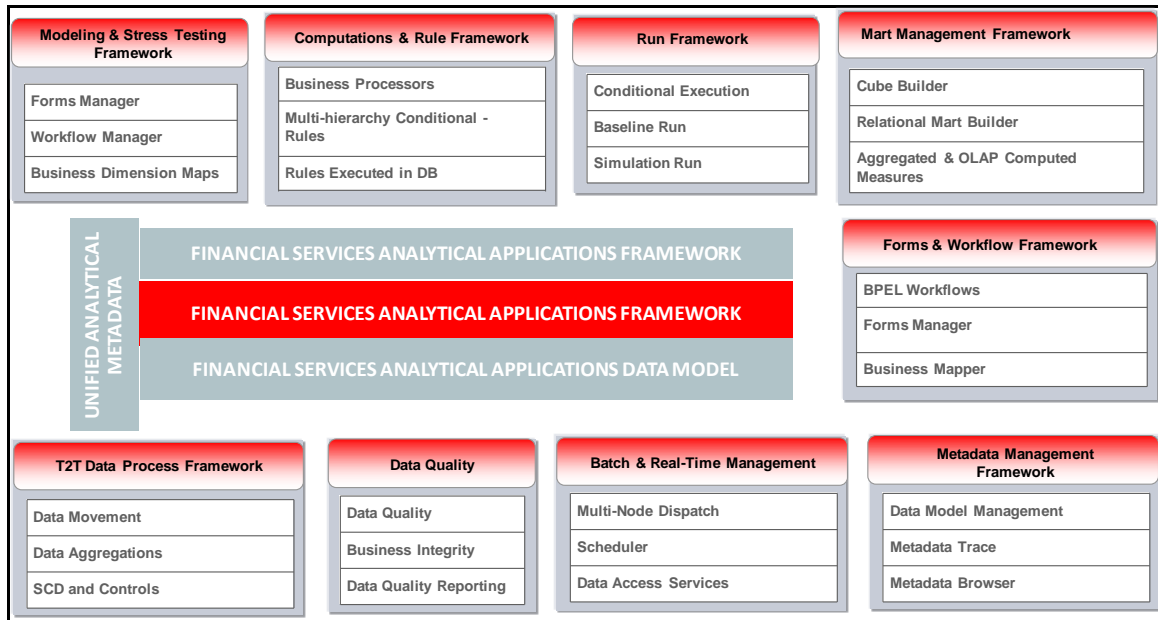 Modeling & Stress Testing
Framework
Forms Manager
Workflow Manager
Business Dimension Maps
Computations & Rule Framework
Business Processors
Multi-hierarchy Conditional -
Rules
Rules Executed in DB
Run Framework
Conditional Execution
Baseline Run
Simulation Run
Mart Management Framework
Cube Builder
Relational Mart Builder
Aggregated & OLAP Computed
Measures
UNIFIED ANALYTICAL
METADATA
FINANCIAL SERVICES ANALYTICAL APPLICATIONS FRAMEWORK
FINANCIAL SERVICES ANALYTICAL APPLICATIONS FRAMEWORK
FINANCIAL SERVICES ANALYTICAL APPLICATIONS DATA MODEL
Forms & Workflow Framework
BPEL Workflows
Forms Manager
Business Mapper
T2T Data Process Framework
Data Movement
Data Aggregations
SCD and Controls
Data Quality
Data Quality
Business Integrity
Data Quality Reporting
Batch & Real-Time Management
Multi-Node Dispatch
Scheduler
Data Access Services
Metadata Management
Framework
Data Model Management
Metadata Trace
Metadata Browser